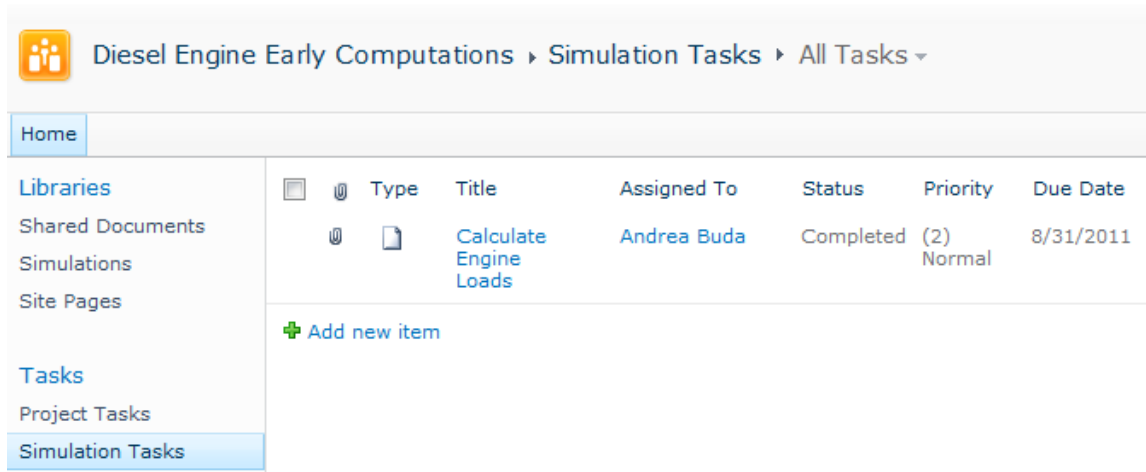 Diesel Engine Early Computations Simulation Tasks All Tasks
Home
Libraries
Shared Documents
Simulations
Site Pages
Tasks
Project Tasks
Simulation Tasks
Type Title Assigned To Status Priority Due Date
Calculate Andrea Buda Completed (2) 8/31/2011
Engine Normal
Loads
Add new item